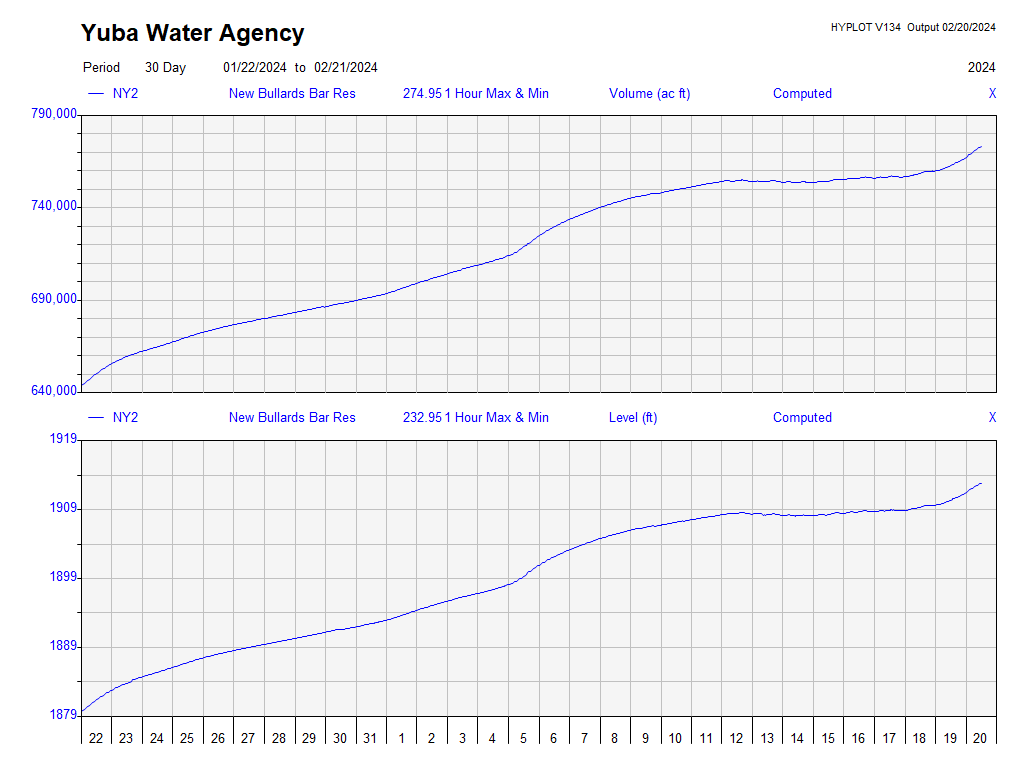 Yuba Water Agency
HYPLOT V134 Output 02/20/2024
Period 30 Day 01/22/2024 to 02/21/2024 2024
NY2 New Bullards Bar Res 274.95 1 Hour Max & Min Volume (ac ft) Computed X
790,000
740,000
690,000
640,000
NY2 New Bullards Bar Res 232.95 1 Hour Max & Min Level (ft) Computed X
1919
1909
1899
1889
1879
22 23 24 25 26 27 28 29 30 31 1 2 3 4 5 6 7 8 9 10 11 12 13 14 15 16 17 18 19 20